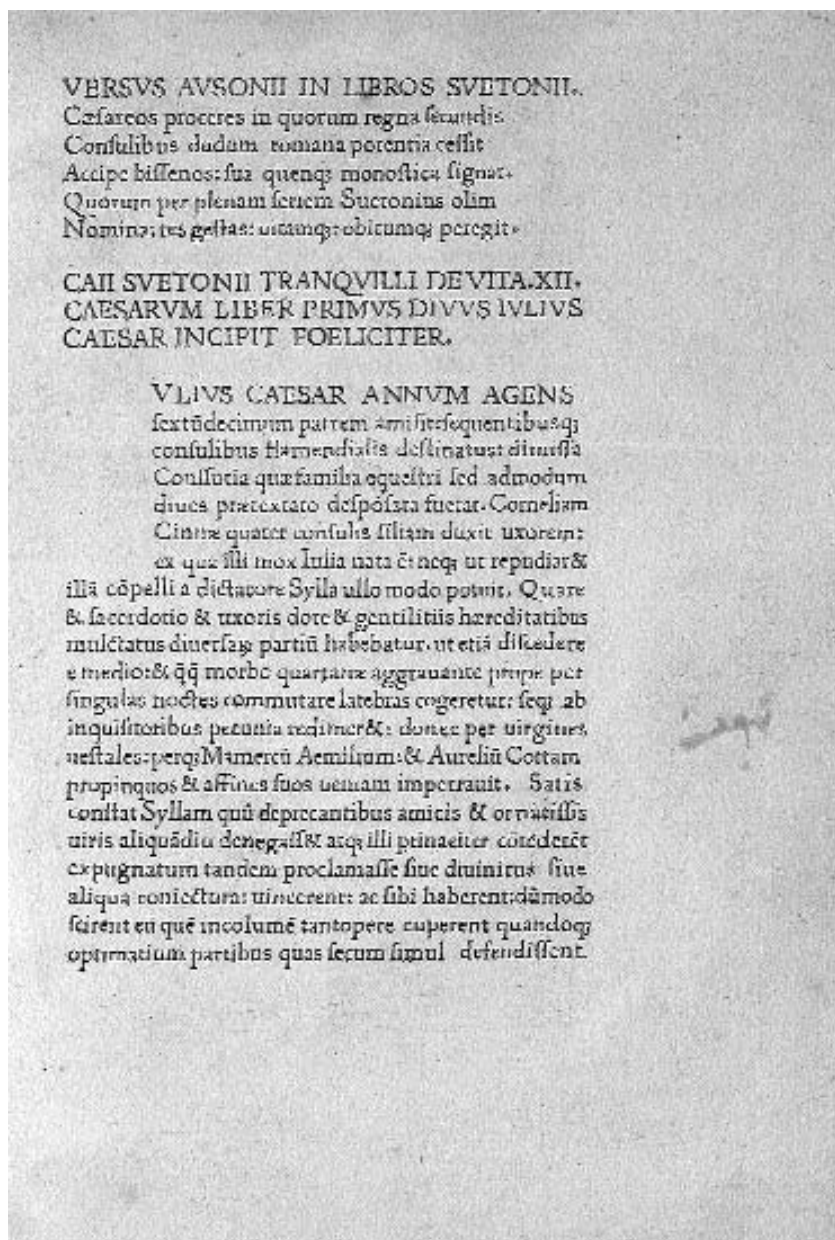 VERSVS AVSONII IN LIBROS SVETONII.
Cæsareos proceres in quorum regna secundis
Consulibus dudum romana potentia cessit
Accipe bissenos: sua quenq; monostica signat.
Quorum per plenam seriem Suetonius olim
Nomina: res gestas: uitamq; obitumq; peregit.
CAII SVETONII TRANQVILLI DE VITA.XII.
CAESARVM LIBER PRIMVS DIVVS IVLIVS
CAESAR INCIPIT FOELICITER.
VLIVS CAESAR ANNVM AGENS
sextūdecimum patrem amisit: sequentibusq;
consulibus flamendialis destinatus: dimissa
Cossutia quæ familia equestri sed admodum
diues prætextato despōsata fuerat. Corneliam
Cinnæ quater consulis filiam duxit uxorem:
ex qua illi mox Iulia nata ē: neq; ut repudiar&
illā cōpelli a dictatore Sylla ullo modo potuit. Quare
& sacerdotio & uxoris dote & gentilitiis hæreditatibus
mulctatus diuersaꝝ partiū habebatur. ut etiā discedere
e medio: & q̄q̄ morbo quartanæ aggrauante prope per
singulas noctes commutare latebras cogeretur: seq; ab
inquisitoribus pecunia redimer&: donec per uirgines
uestales: perq; Mamercū Aemilium: & Aureliū Cottam
propinquos & affines suos ueniam impetrauit. Satis
constat Syllam quū deprecantibus amicis & ornatissis
uiris aliquādiu denegass& atq; illi ptinaciter cōtēderēt
expugnatum tandem proclamasse siue diuinitus siue
aliqua coniectura: uincerent: ac sibi haberent: dūmodo
scirent eū quē incolumē tantopere cuperent quandoq;
optimatium partibus quas secum simul defendissent.